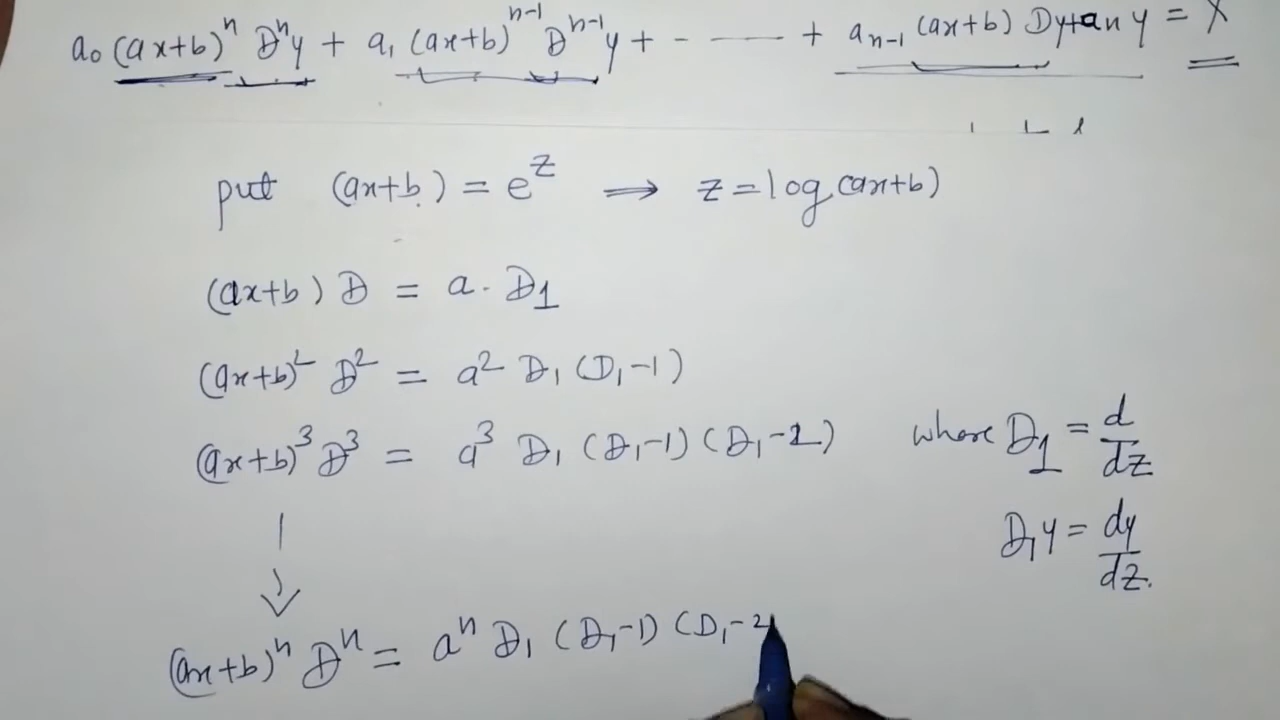 a₀ (ax+b)ⁿ Dⁿy + a₁ (ax+b)ⁿ⁻¹ Dⁿ⁻¹y + - —— + aₙ₋₁ (ax+b) Dy+an y = X
put (ax+b) = e^z ⟹ z = log(ax+b)
(ax+b) D = a · D₁
(ax+b)² D² = a² D₁ (D₁-1)
(ax+b)³ D³ = a³ D₁ (D₁-1) (D₁-2)
where D₁ = d/dz
D₁y = dy/dz.
(ax+b)ⁿ Dⁿ = aⁿ D₁ (D₁-1) (D₁-2